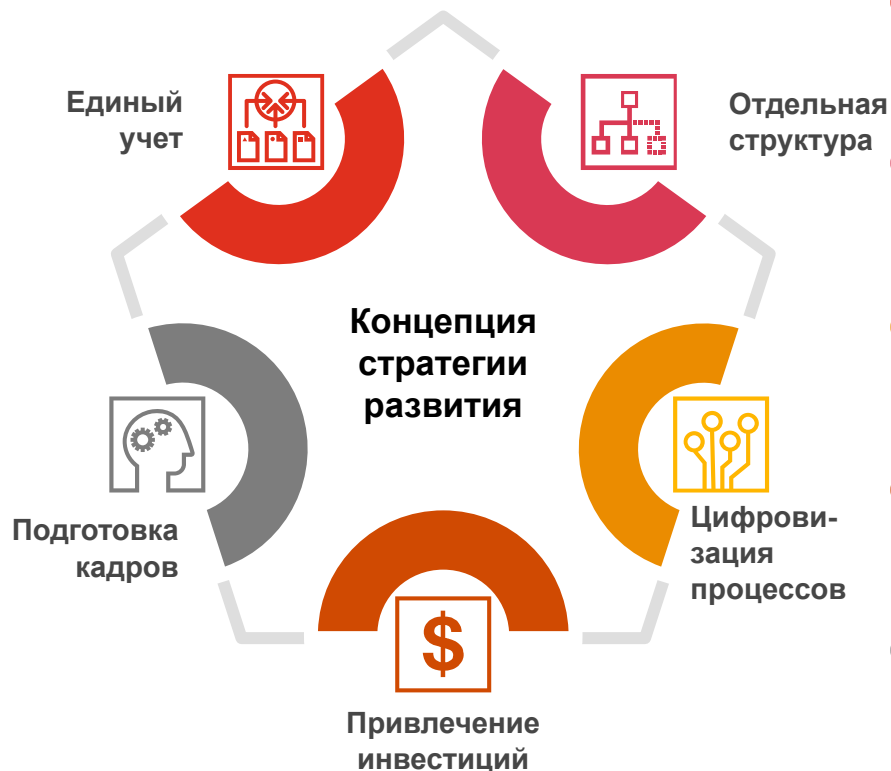 Единый
учет
Отдельная
структура
Концепция
стратегии
развития
Подготовка
кадров
Цифрови-
зация
процессов
$
Привлечение
инвестиций